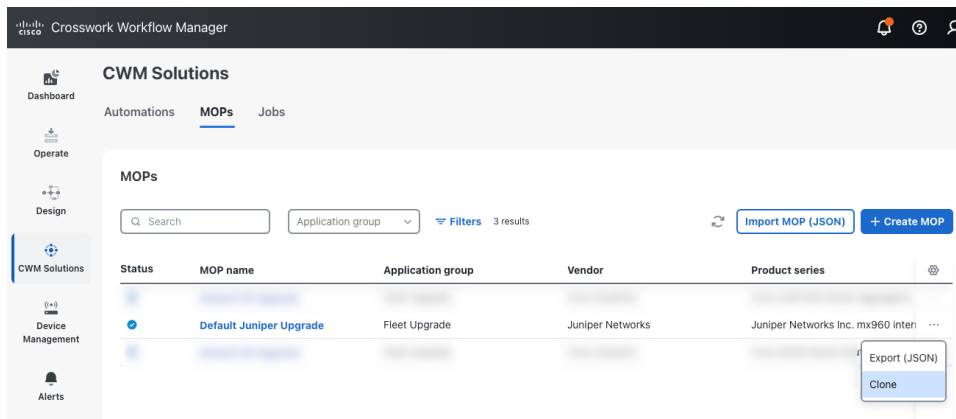 cisco Crosswork Workflow Manager
Dashboard
Operate
Design
CWM Solutions
Device
Management
Alerts
CWM Solutions
Automations MOPs Jobs
MOPs
Search Application group Filters 3 results Import MOP (JSON) + Create MOP
Status MOP name Application group Vendor Product series
Default Juniper Upgrade Fleet Upgrade Juniper Networks Juniper Networks Inc. mx960 inter ...
Export (JSON)
Clone